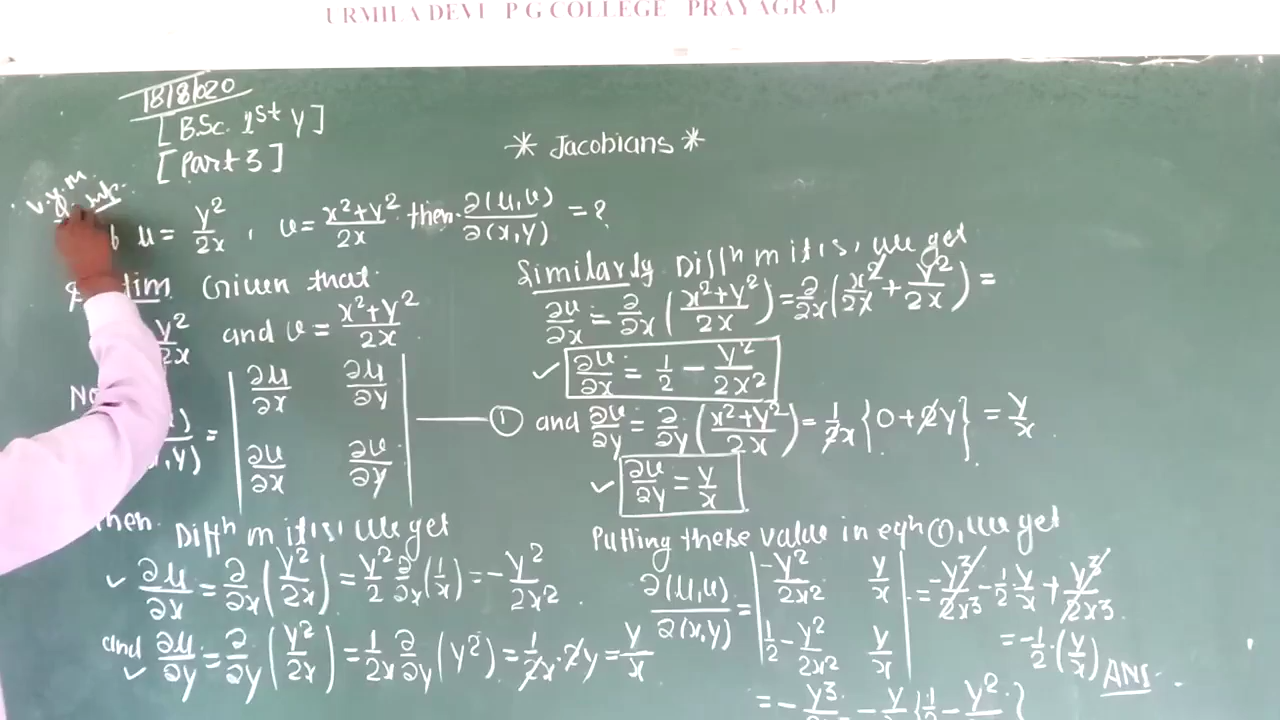 URMILA DEVI P G COLLEGE PRAYAGRAJ
18/8/020
[B.Sc. 1st Y]
[Part 3]
* Jacobians *
u = y²/2x , v = x²+y²/2x then ∂(u,v)/∂(x,y) = ?
Given that
y²/2x and v = x²+y²/2x
,y) = | ∂u/∂x ∂u/∂y |
| ∂v/∂x ∂v/∂y | —— ①
Then Diffⁿ we get
✓ ∂u/∂x = ∂/∂x (y²/2x) = y²/2 ∂/∂x (1/x) = -y²/2x²
and ∂u/∂y = ∂/∂y (y²/2x) = 1/2x ∂/∂y (y²) = 1/2x · 2y = y/x
✓
Similarly Diffⁿ we get
∂v/∂x = ∂/∂x (x²+y²/2x) = ∂/∂x (x²/2x + y²/2x) =
✓ ∂v/∂x = 1/2 - y²/2x²
and ∂v/∂y = ∂/∂y (x²+y²/2x) = 1/2x {0+2y} = y/x
✓ ∂v/∂y = y/x
Putting these value in eqⁿ ①, we get
∂(u,v)/∂(x,y) = | -y²/2x² y/x | = -y³/2x³ - 1/2 y/x + y³/2x³
| 1/2 - y²/2x² y/x | = -1/2 · (y/x) ANS